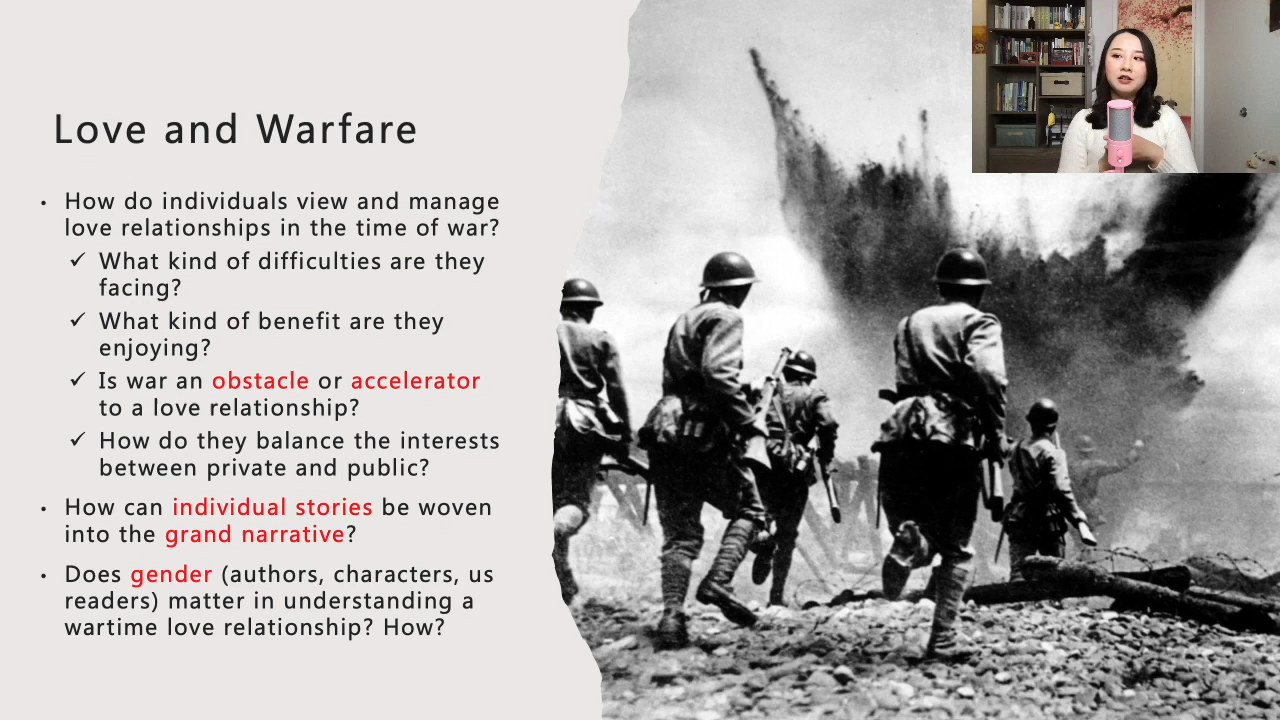 Love and Warfare
• How do individuals view and manage
love relationships in the time of war?
✓ What kind of difficulties are they
facing?
✓ What kind of benefit are they
enjoying?
✓ Is war an obstacle or accelerator
to a love relationship?
✓ How do they balance the interests
between private and public?
• How can individual stories be woven
into the grand narrative?
• Does gender (authors, characters, us
readers) matter in understanding a
wartime love relationship? How?